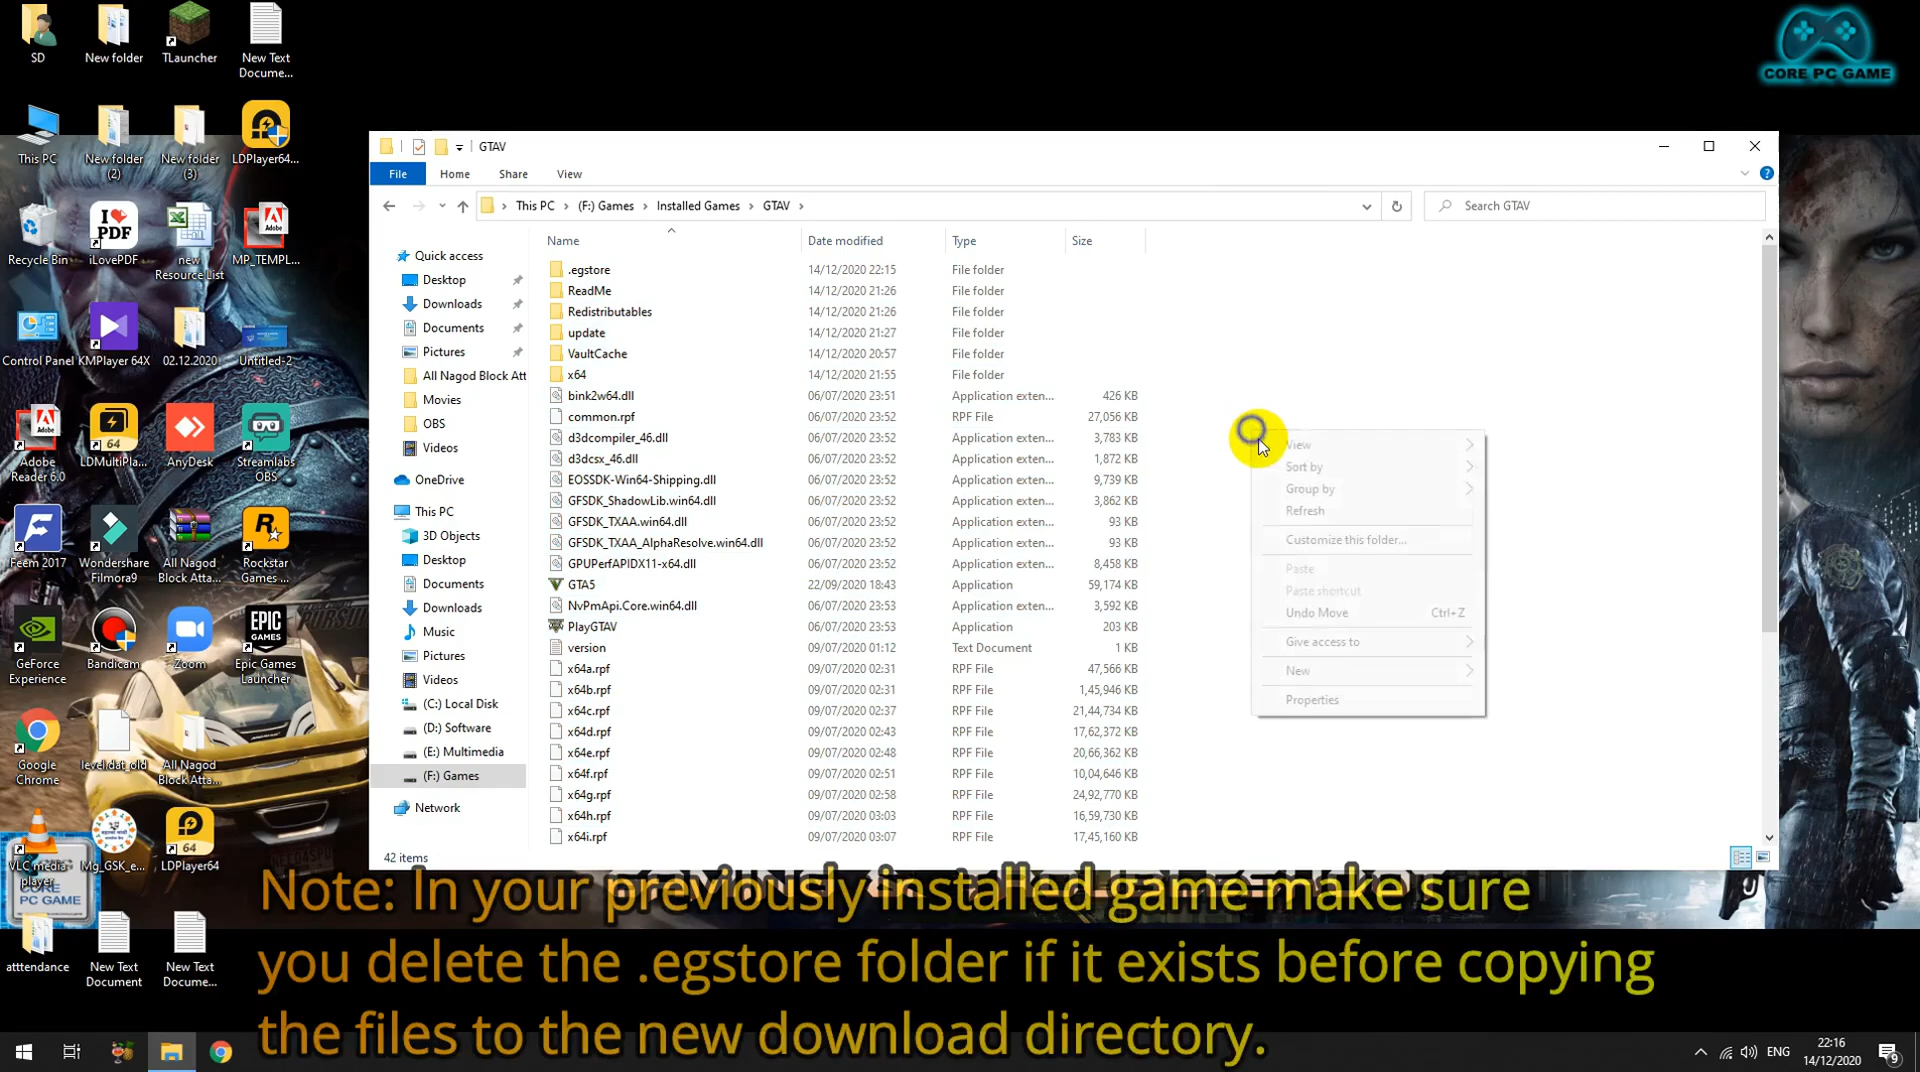 SD
New folder
TLauncher
New Text
Docume...
CORE PC GAME
This PC
New folder
(2)
New folder
(3)
LDPlayer64...
Recycle Bin
iLovePDF
new
Resource List
MP_TEMPL...
Control Panel
KMPlayer 64X
02.12.2020
Untitled-2
Adobe
Reader 6.0
LDMultiPla...
AnyDesk
Streamlabs
OBS
Feem 2017
Wondershare
Filmora9
All Nagod
Block Atta...
Rockstar
Games ...
GeForce
Experience
Bandicam
Zoom
Epic Games
Launcher
Google
Chrome
level.dat_old
All Nagod
Block Atta...
VLC media
player
Mg_GSK_e...
LDPlayer64
CORE
PC GAME
atttendance
New Text
Document
New Text
Docume...
GTAV
File
Home
Share
View
This PC
(F:) Games
Installed Games
GTAV
Search GTAV
Quick access
Desktop
Downloads
Documents
Pictures
All Nagod Block Att
Movies
OBS
Videos
OneDrive
This PC
3D Objects
Desktop
Documents
Downloads
Music
Pictures
Videos
(C:) Local Disk
(D:) Software
(E:) Multimedia
(F:) Games
Network
Name Date modified Type Size
.egstore 14/12/2020 22:15 File folder
ReadMe 14/12/2020 21:26 File folder
Redistributables 14/12/2020 21:26 File folder
update 14/12/2020 21:27 File folder
VaultCache 14/12/2020 20:57 File folder
x64 14/12/2020 21:55 File folder
bink2w64.dll 06/07/2020 23:51 Application exten... 426 KB
common.rpf 06/07/2020 23:52 RPF File 27,056 KB
d3dcompiler_46.dll 06/07/2020 23:52 Application exten... 3,783 KB
d3dcsx_46.dll 06/07/2020 23:52 Application exten... 1,872 KB
EOSSDK-Win64-Shipping.dll 06/07/2020 23:52 Application exten... 9,739 KB
GFSDK_ShadowLib.win64.dll 06/07/2020 23:52 Application exten... 3,862 KB
GFSDK_TXAA.win64.dll 06/07/2020 23:52 Application exten... 93 KB
GFSDK_TXAA_AlphaResolve.win64.dll 06/07/2020 23:52 Application exten... 93 KB
GPUPerfAPIDX11-x64.dll 06/07/2020 23:52 Application exten... 8,458 KB
GTA5 22/09/2020 18:43 Application 59,174 KB
NvPmApi.Core.win64.dll 06/07/2020 23:53 Application exten... 3,592 KB
PlayGTAV 06/07/2020 23:53 Application 203 KB
version 09/07/2020 01:12 Text Document 1 KB
x64a.rpf 09/07/2020 02:31 RPF File 47,566 KB
x64b.rpf 09/07/2020 02:31 RPF File 1,45,946 KB
x64c.rpf 09/07/2020 02:37 RPF File 21,44,734 KB
x64d.rpf 09/07/2020 02:43 RPF File 17,62,372 KB
x64e.rpf 09/07/2020 02:48 RPF File 20,66,362 KB
x64f.rpf 09/07/2020 02:51 RPF File 10,04,646 KB
x64g.rpf 09/07/2020 02:58 RPF File 24,92,770 KB
x64h.rpf 09/07/2020 03:03 RPF File 16,59,730 KB
x64i.rpf 09/07/2020 03:07 RPF File 17,45,160 KB
42 items
View
Sort by
Group by
Refresh
Customize this folder...
Paste
Paste shortcut
Undo Move Ctrl+Z
Give access to
New
Properties
Note: In your previously installed game make sure
you delete the .egstore folder if it exists before copying
the files to the new download directory.
ENG
22:16
14/12/2020
9